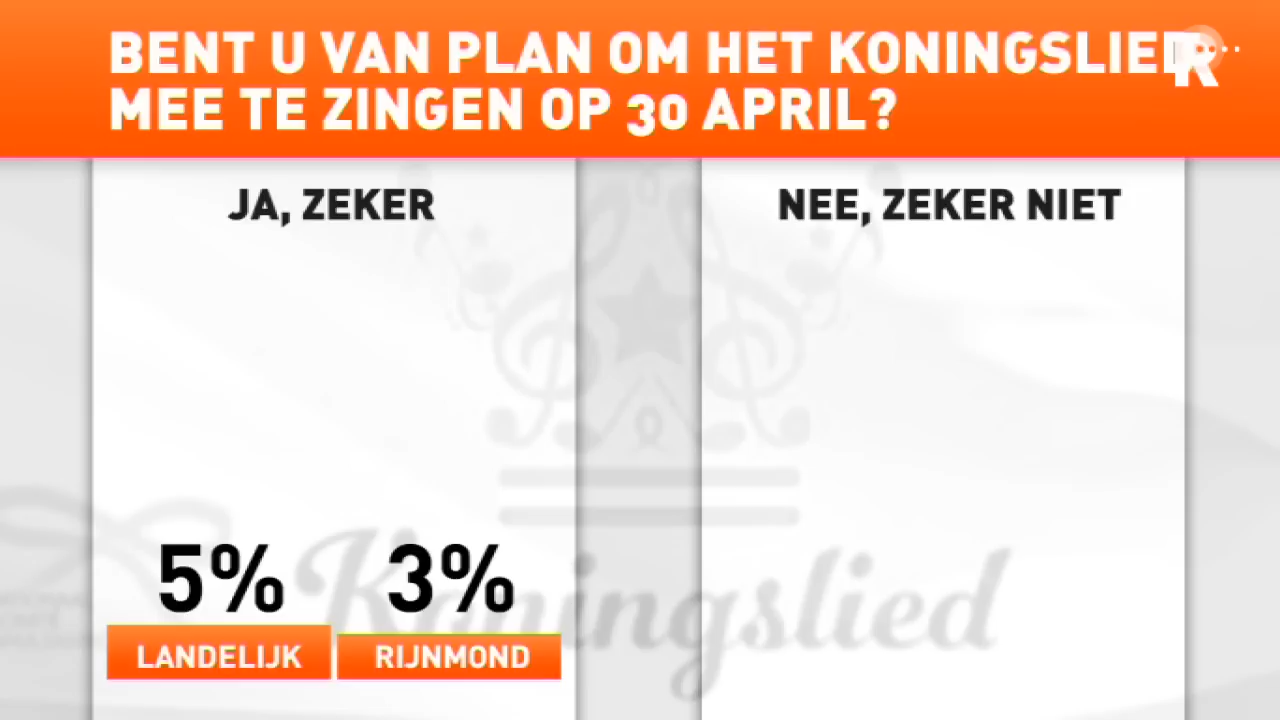 BENT U VAN PLAN OM HET KONINGSLIED
MEE TE ZINGEN OP 30 APRIL?
R
JA, ZEKER
NEE, ZEKER NIET
5%
3%
LANDELIJK
RIJNMOND
Koningslied